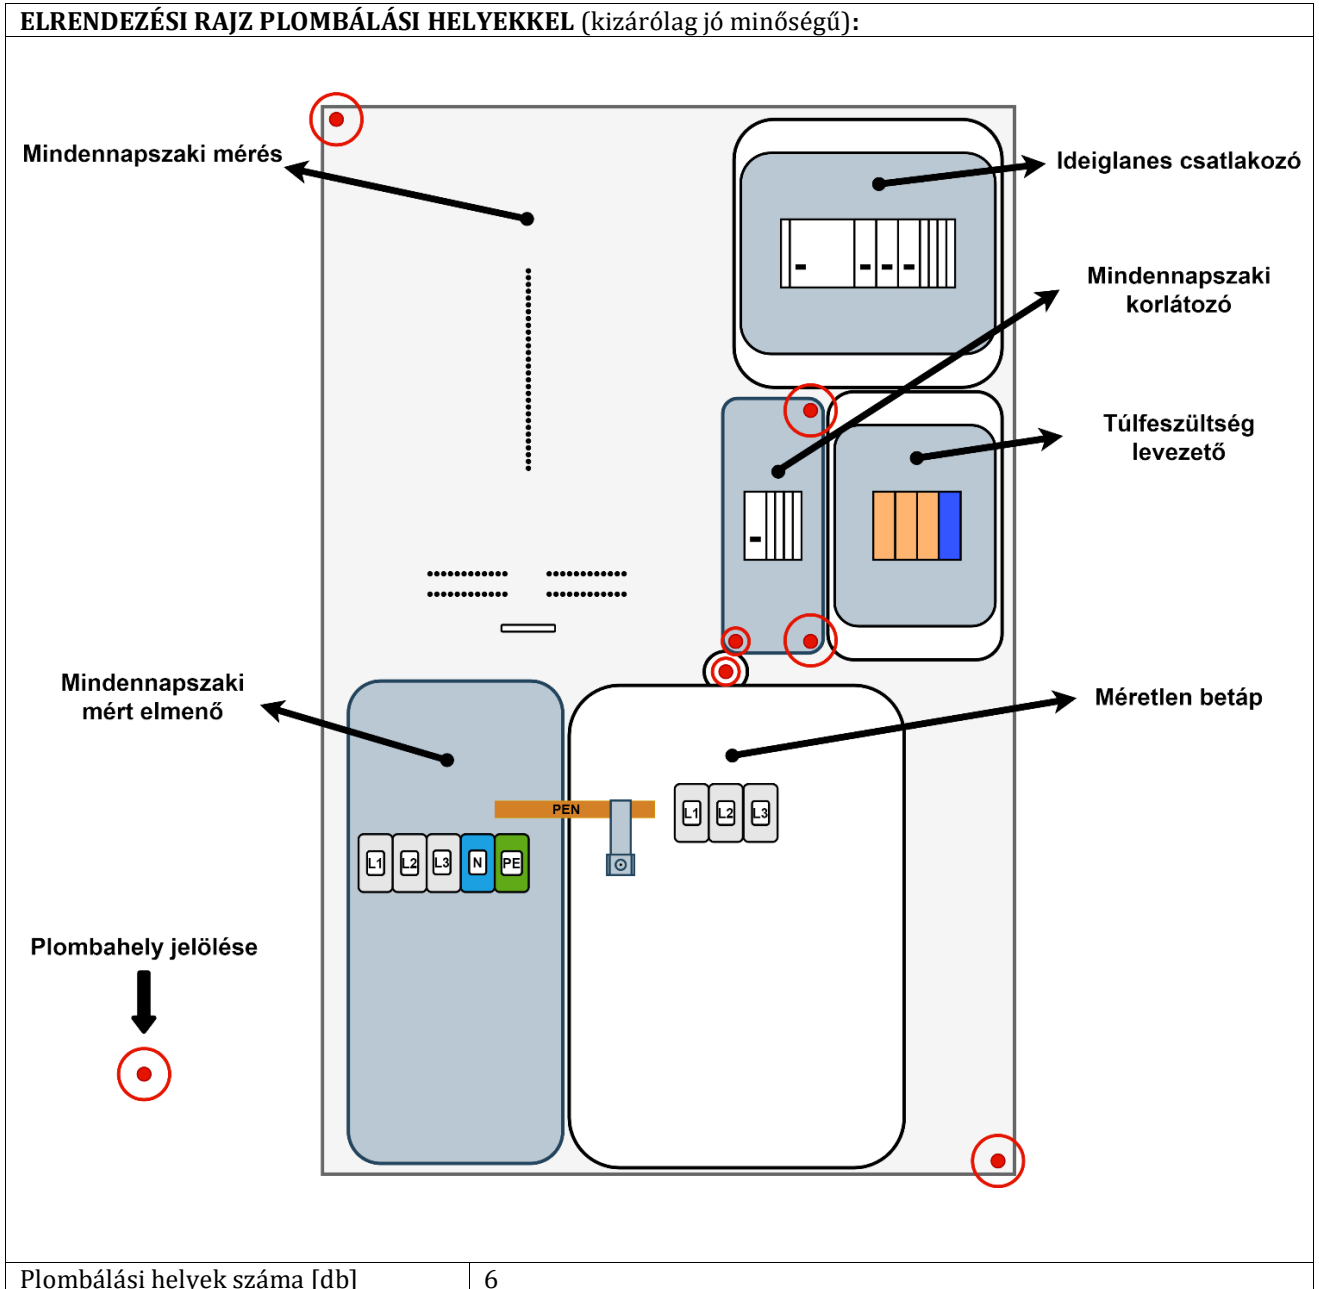 ELRENDEZÉSI RAJZ PLOMBÁLÁSI HELYEKKEL (kizárólag jó minőségű):
Mindennapszaki mérés
Ideiglanes csatlakozó
Mindennapszaki
korlátozó
Túlfeszültség
levezető
Mindennapszaki
mért elmenő
Méretlen betáp
PEN
L1 L2 L3
L1 L2 L3 N PE
Plombahely jelölése
Plombálási helyek száma [db] 6